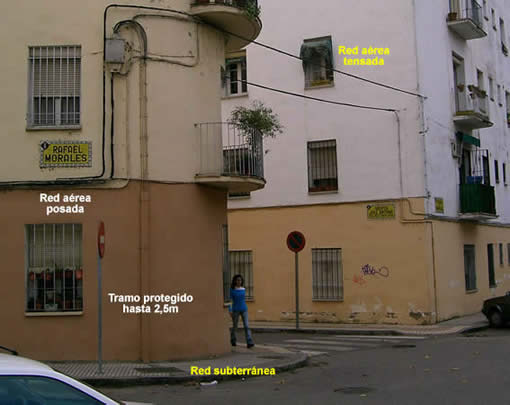 Red aérea
tensada
RAFAEL
MORALES
Red aérea
posada
Tramo protegido
hasta 2,5m
Red subterránea